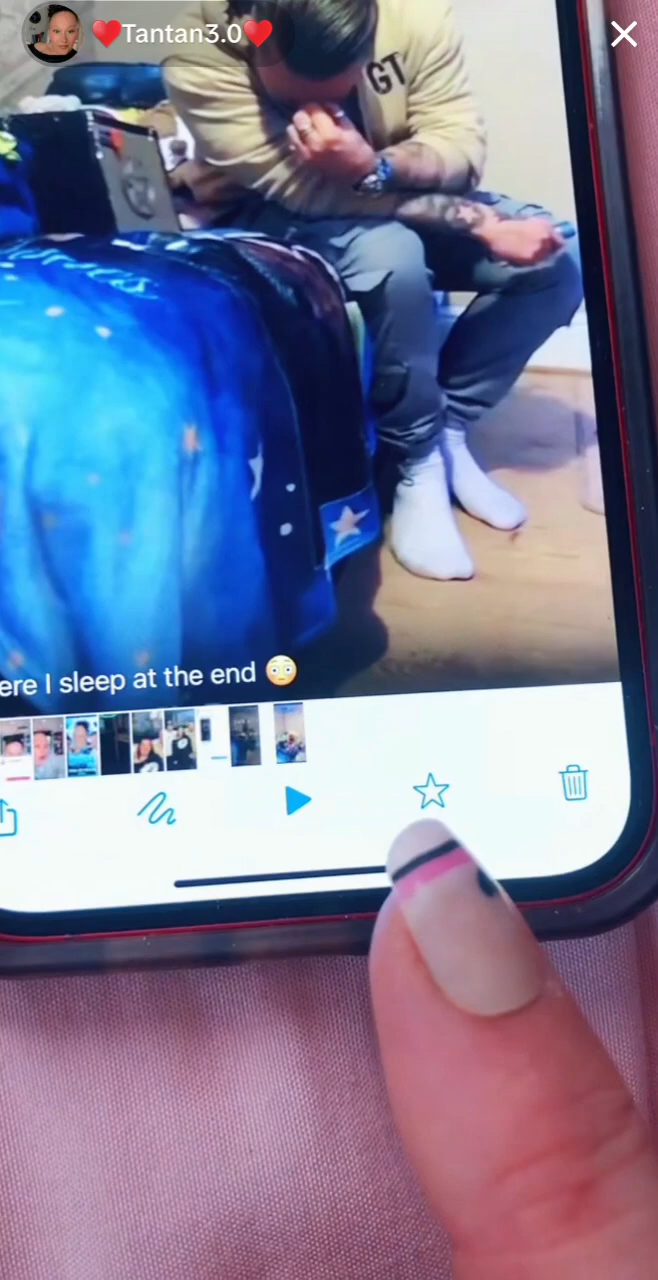 ❤️Tantan3.0❤️
GT
ere I sleep at the end 😳